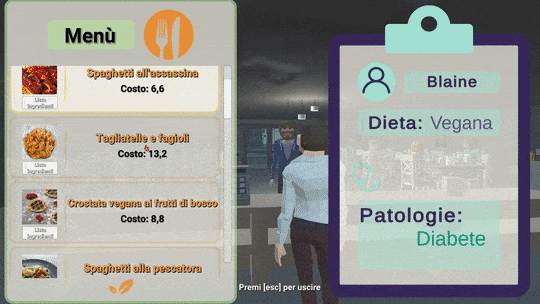 Menù
Spaghetti all'assassina
Costo: 6,6
Lista
Ingredienti
Tagliatelle e fagioli
Costo: 13,2
Lista
Ingredienti
Crostata vegana ai frutti di bosco
Costo: 8,8
Lista
Ingredienti
Spaghetti alla pescatora
Premi [esc] per uscire
Blaine
Dieta: Vegana
Patologie:
Diabete